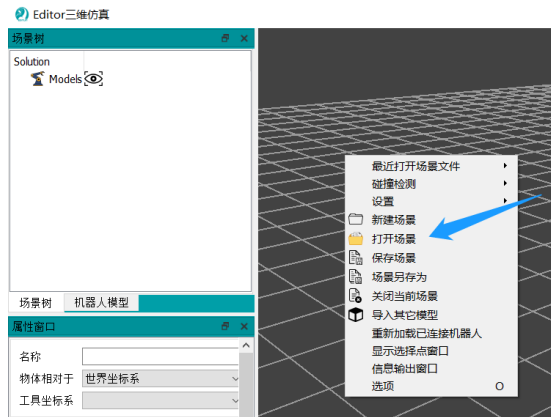 Editor三维仿真
场景树
Solution
Models
场景树 机器人模型
属性窗口
名称
物体相对于 世界坐标系
工具坐标系
最近打开场景文件
碰撞检测
设置
新建场景
打开场景
保存场景
场景另存为
关闭当前场景
导入其它模型
重新加载已连接机器人
显示选择点窗口
信息输出窗口
选项 O